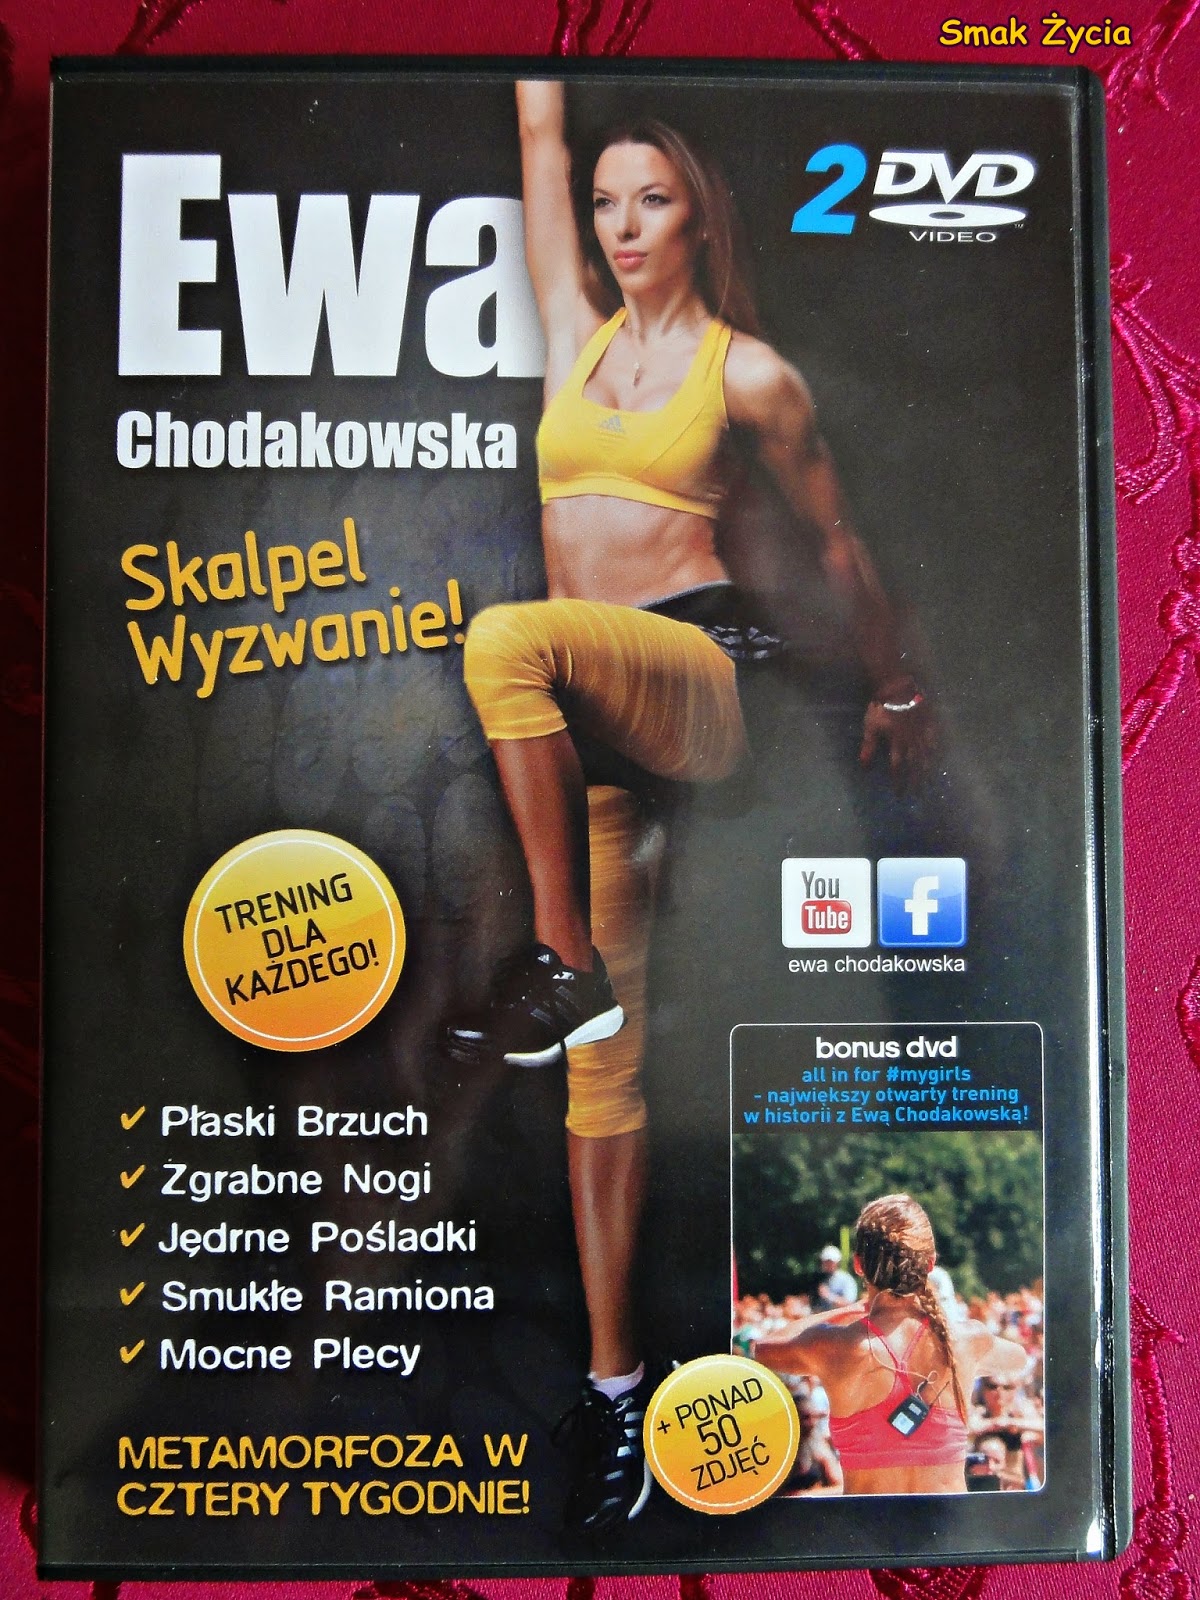 Smak Życia
Ewa
Chodakowska
2 DVD
VIDEO
Skalpel
Wyzwanie!
TRENING
DLA
KAŻDEGO!
You
Tube
f
ewa chodakowska
bonus dvd
all in for #mygirls
- największy otwarty trening
w historii z Ewą Chodakowską!
✔ Płaski Brzuch
✔ Zgrabne Nogi
✔ Jędrne Pośladki
✔ Smukłe Ramiona
✔ Mocne Plecy
+ PONAD
50
ZDJĘĆ
METAMORFOZA W
CZTERY TYGODNIE!